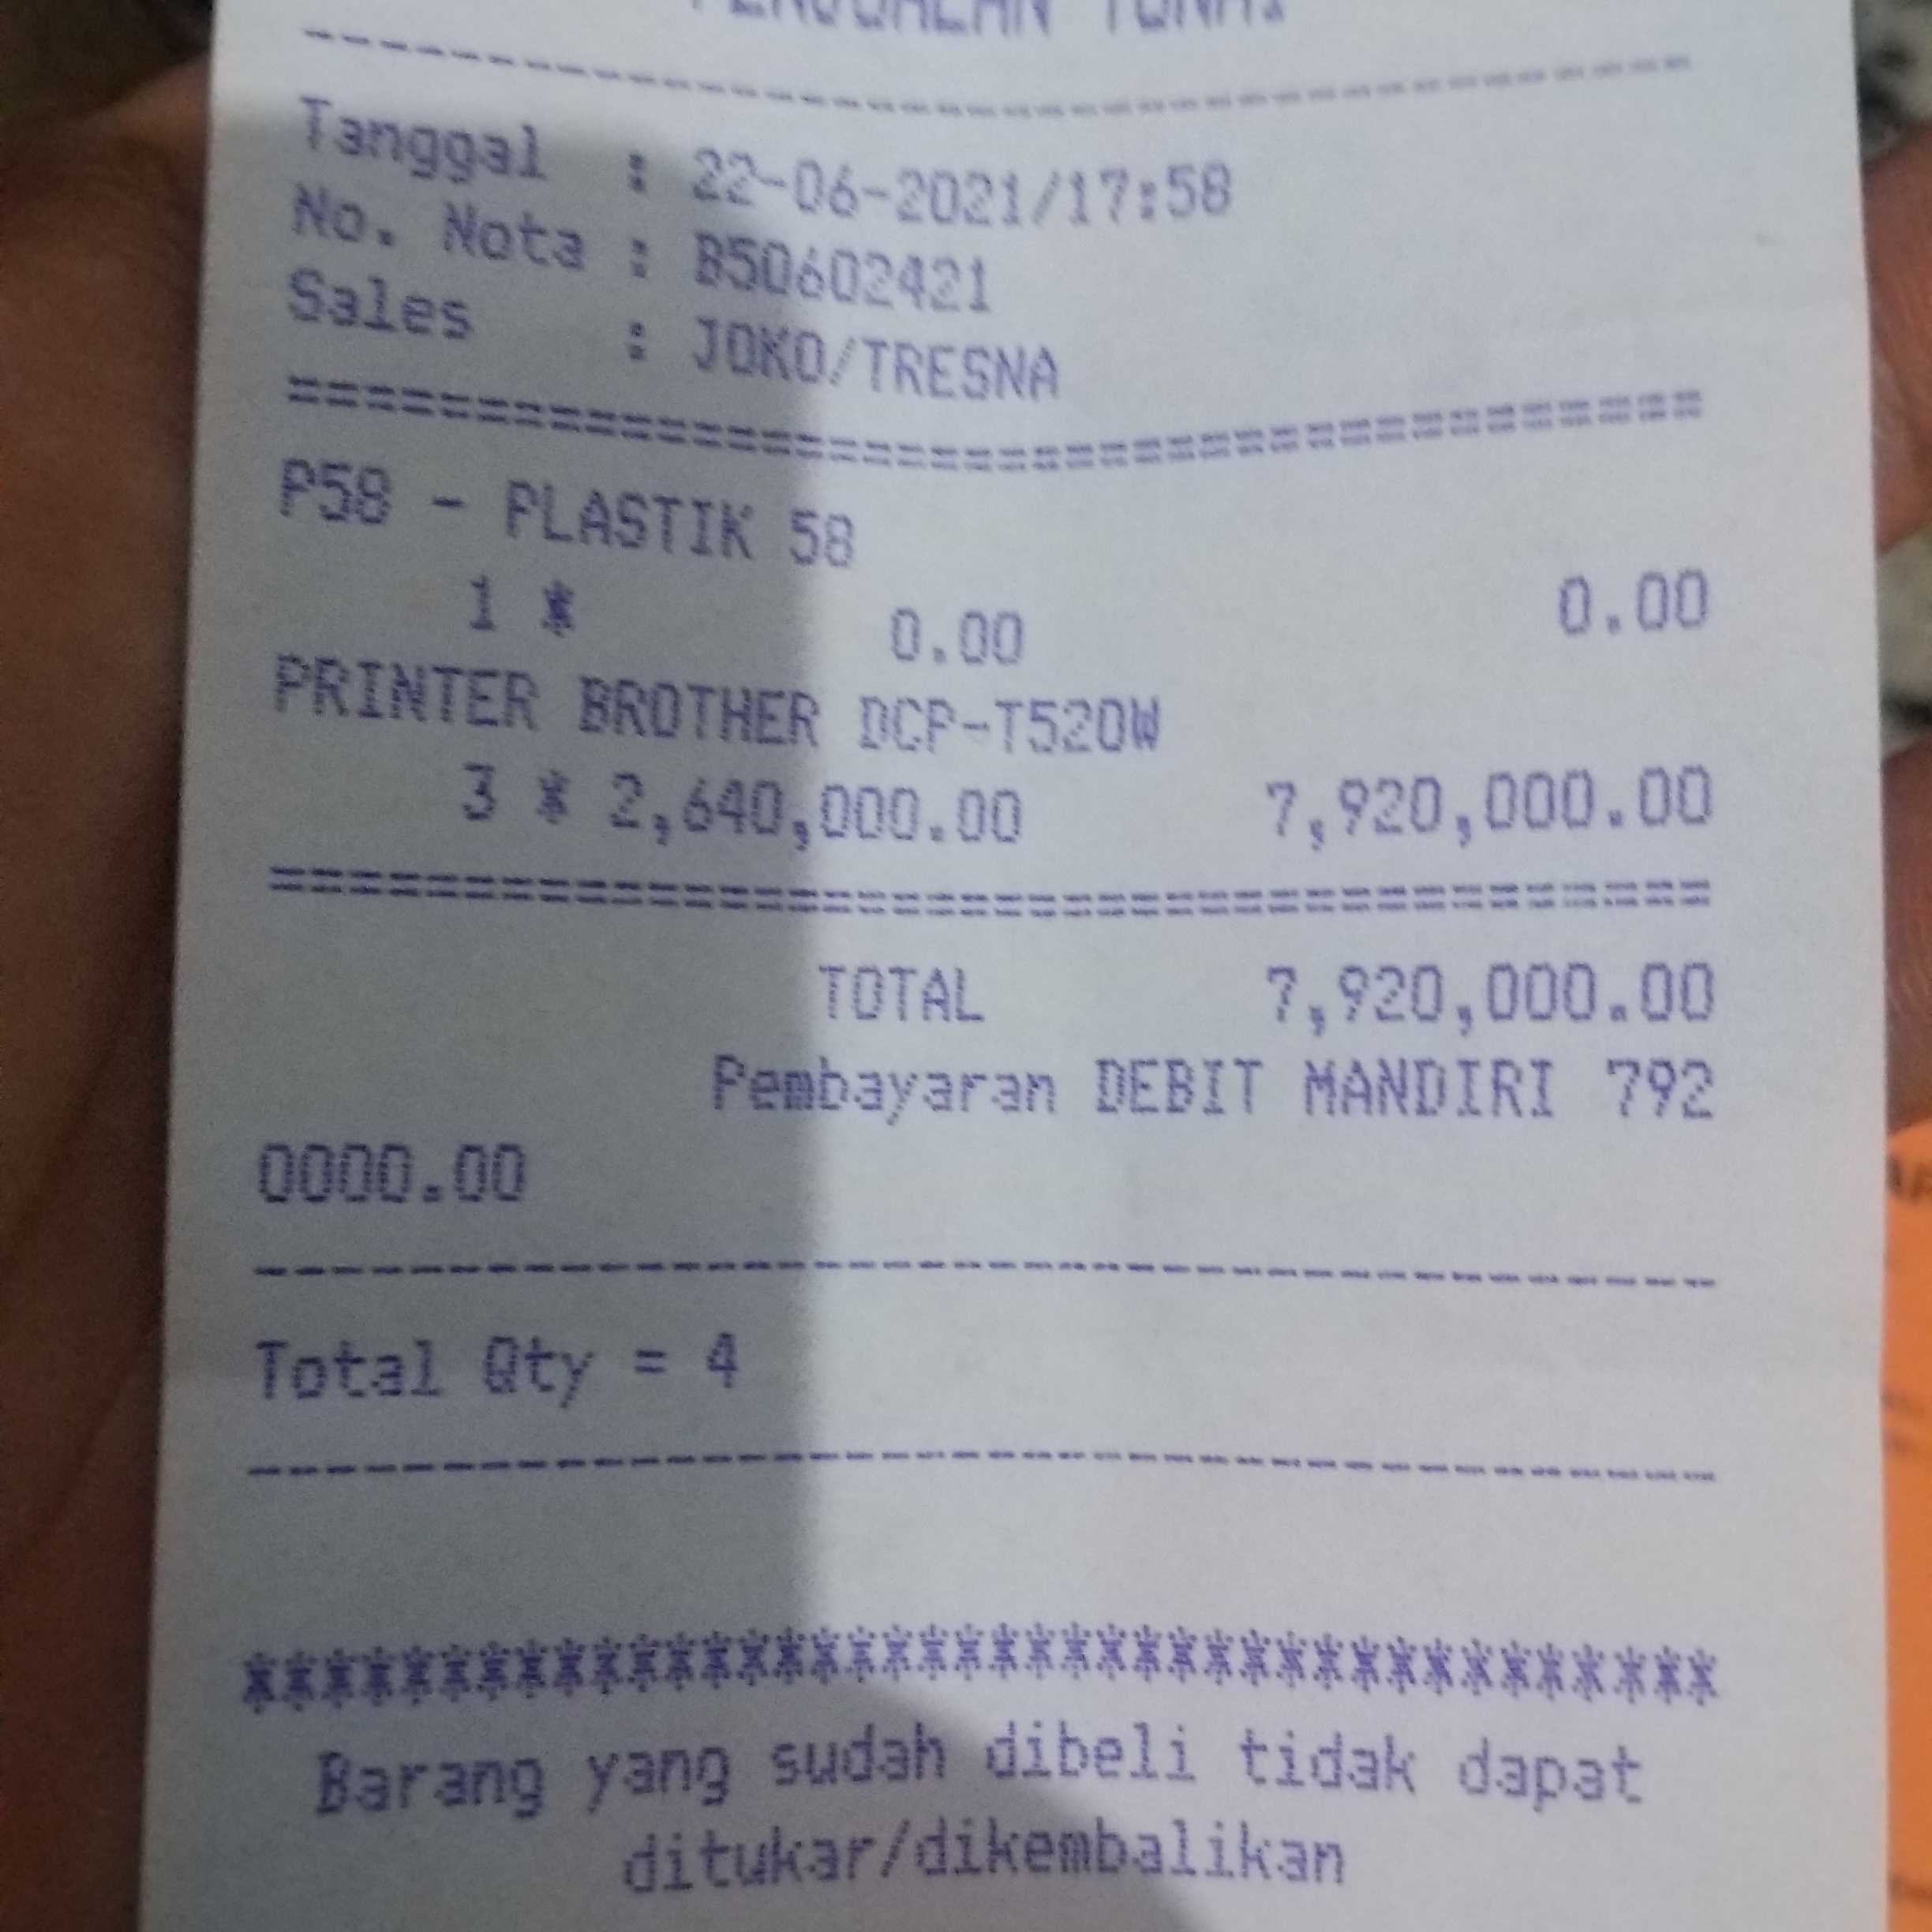 PENJUALAN TUNAI
----------------------------------------
Tanggal : 22-06-2021/17:58
No. Nota : B50602421
Sales : JOKO/TRESNA
========================================
P58 - PLASTIK 58
1 * 0.00 0.00
PRINTER BROTHER DCP-T520W
3 * 2,640,000.00 7,920,000.00
========================================
TOTAL 7,920,000.00
Pembayaran DEBIT MANDIRI 792
0000.00
----------------------------------------
Total Qty = 4
----------------------------------------
****************************************
Barang yang sudah dibeli tidak dapat
ditukar/dikembalikan